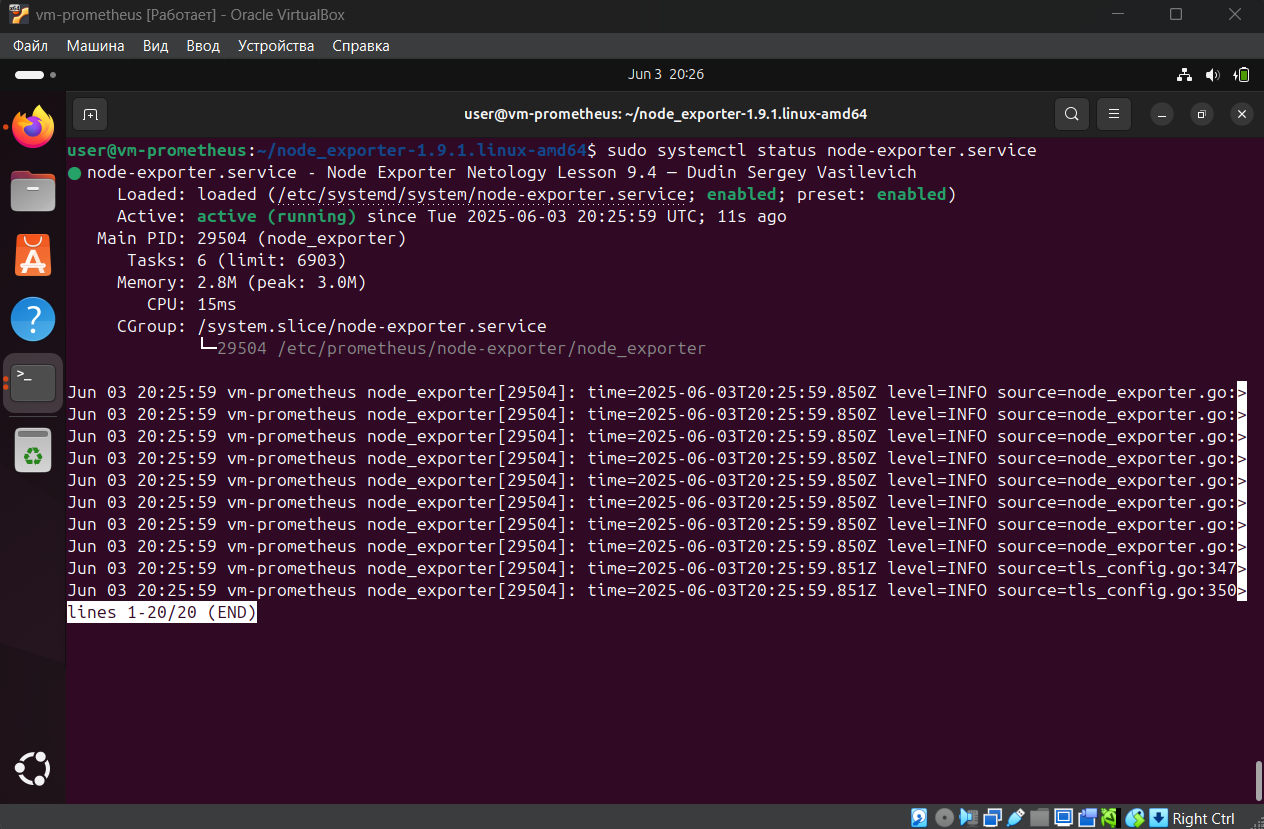 vm-prometheus [Работает] - Oracle VirtualBox
Файл Машина Вид Ввод Устройства Справка
Jun 3 20:26
user@vm-prometheus: ~/node_exporter-1.9.1.linux-amd64
user@vm-prometheus:~/node_exporter-1.9.1.linux-amd64$ sudo systemctl status node-exporter.service
● node-exporter.service - Node Exporter Netology Lesson 9.4 — Dudin Sergey Vasilevich
Loaded: loaded (/etc/systemd/system/node-exporter.service; enabled; preset: enabled)
Active: active (running) since Tue 2025-06-03 20:25:59 UTC; 11s ago
Main PID: 29504 (node_exporter)
Tasks: 6 (limit: 6903)
Memory: 2.8M (peak: 3.0M)
CPU: 15ms
CGroup: /system.slice/node-exporter.service
└─29504 /etc/prometheus/node-exporter/node_exporter
Jun 03 20:25:59 vm-prometheus node_exporter[29504]: time=2025-06-03T20:25:59.850Z level=INFO source=node_exporter.go:>
Jun 03 20:25:59 vm-prometheus node_exporter[29504]: time=2025-06-03T20:25:59.850Z level=INFO source=node_exporter.go:>
Jun 03 20:25:59 vm-prometheus node_exporter[29504]: time=2025-06-03T20:25:59.850Z level=INFO source=node_exporter.go:>
Jun 03 20:25:59 vm-prometheus node_exporter[29504]: time=2025-06-03T20:25:59.850Z level=INFO source=node_exporter.go:>
Jun 03 20:25:59 vm-prometheus node_exporter[29504]: time=2025-06-03T20:25:59.850Z level=INFO source=node_exporter.go:>
Jun 03 20:25:59 vm-prometheus node_exporter[29504]: time=2025-06-03T20:25:59.850Z level=INFO source=node_exporter.go:>
Jun 03 20:25:59 vm-prometheus node_exporter[29504]: time=2025-06-03T20:25:59.850Z level=INFO source=node_exporter.go:>
Jun 03 20:25:59 vm-prometheus node_exporter[29504]: time=2025-06-03T20:25:59.850Z level=INFO source=node_exporter.go:>
Jun 03 20:25:59 vm-prometheus node_exporter[29504]: time=2025-06-03T20:25:59.851Z level=INFO source=tls_config.go:347>
Jun 03 20:25:59 vm-prometheus node_exporter[29504]: time=2025-06-03T20:25:59.851Z level=INFO source=tls_config.go:350>
lines 1-20/20 (END)
Right Ctrl